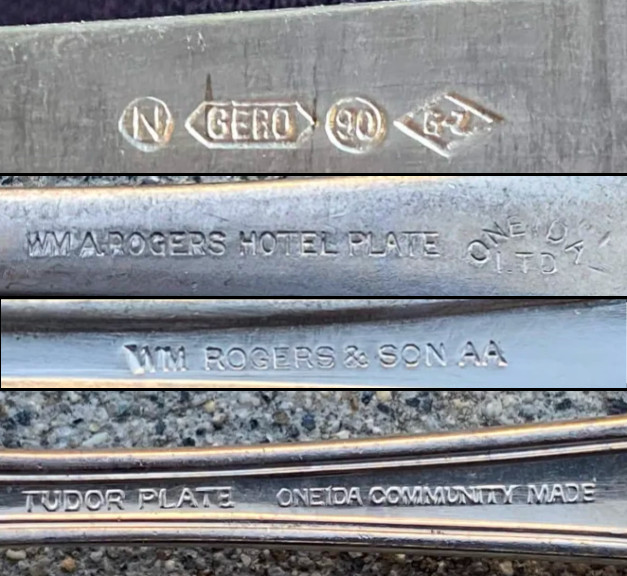 N GERO 90 G-Z
WM A ROGERS HOTEL PLATE ONEIDA LTD
WM ROGERS & SON AA
TUDOR PLATE ONEIDA COMMUNITY MADE